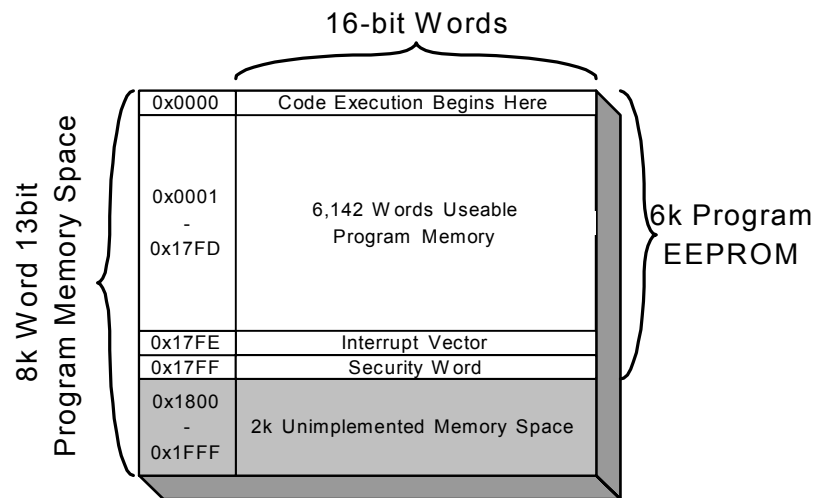 16-bit Words
8k Word 13bit
Program Memory Space
0x0000
Code Execution Begins Here
0x0001
-
0x17FD
6,142 Words Useable
Program Memory
6k Program
EEPROM
0x17FE
Interrupt Vector
0x17FF
Security Word
0x1800
-
0x1FFF
2k Unimplemented Memory Space